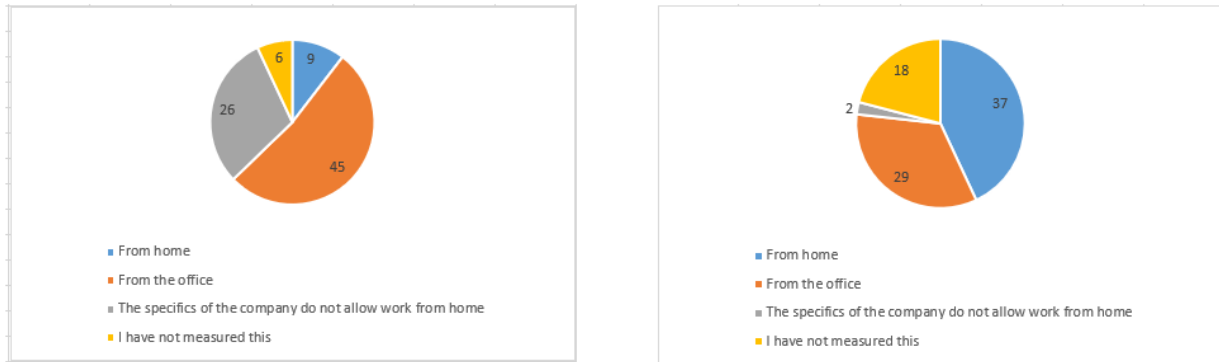 6
9
26
45
From home
From the office
The specifics of the company do not allow work from home
I have not measured this
18
37
2
29
From home
From the office
The specifics of the company do not allow work from home
I have not measured this